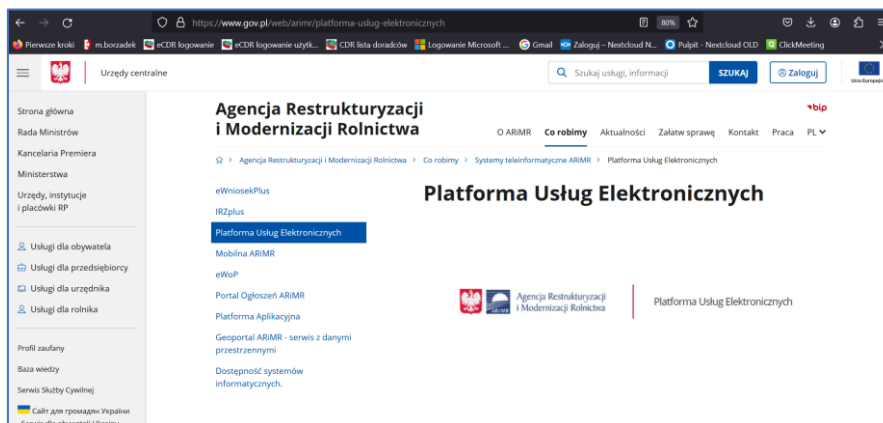 https://www.gov.pl/web/arimr/platforma-uslug-elektronicznych
80%
Pierwsze kroki
m.borzadek
eCDR logowanie
eCDR logowanie użytk...
CDR lista doradców
Logowanie Microsoft ...
Gmail
Zaloguj – Nextcloud N...
Pulpit - Nextcloud OLD
ClickMeeting
Urzędy centralne
Szukaj usługi, informacji
SZUKAJ
Zaloguj
Unia Europejska
Strona główna
Rada Ministrów
Kancelaria Premiera
Ministerstwa
Urzędy, instytucje
i placówki RP
Usługi dla obywatela
Usługi dla przedsiębiorcy
Usługi dla urzędnika
Usługi dla rolnika
Profil zaufany
Baza wiedzy
Serwis Służby Cywilnej
Сайт для громадян України
Serwis dla obywateli Ukrainy
Agencja Restrukturyzacji
i Modernizacji Rolnictwa
bip
O ARiMR
Co robimy
Aktualności
Załatw sprawę
Kontakt
Praca
PL
Agencja Restrukturyzacji i Modernizacji Rolnictwa > Co robimy > Systemy teleinformatyczne ARiMR > Platforma Usług Elektronicznych
eWniosekPlus
IRZplus
Platforma Usług Elektronicznych
Mobilna ARiMR
eWoP
Portal Ogłoszeń ARiMR
Platforma Aplikacyjna
Geoportal ARiMR - serwis z danymi
przestrzennymi
Dostępność systemów
informatycznych.
Platforma Usług Elektronicznych
ARiMR
Agencja Restrukturyzacji
i Modernizacji Rolnictwa
Platforma Usług Elektronicznych